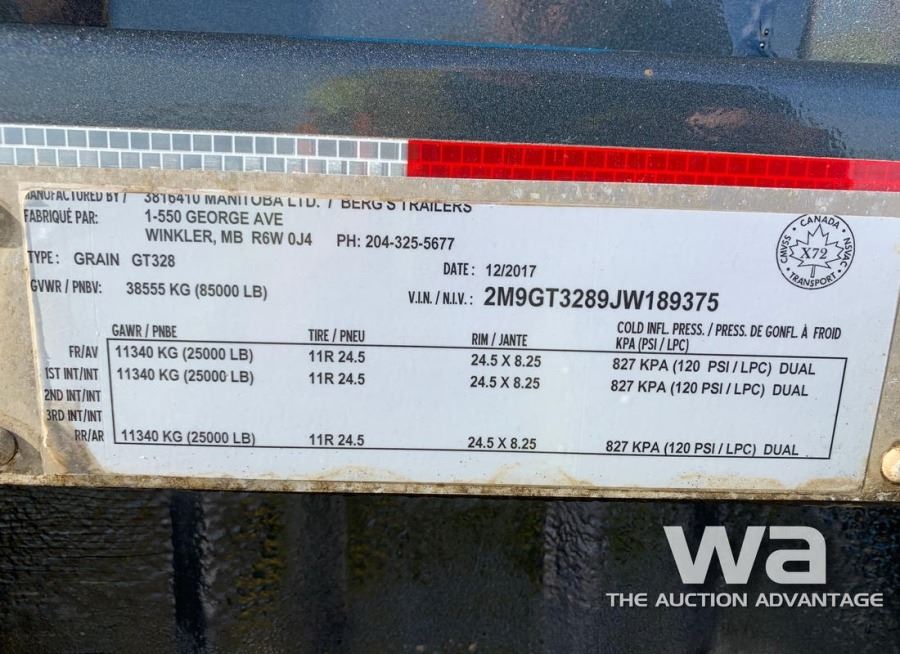 MANUFACTURED BY / 3816410 MANITOBA LTD. / BERG'S TRAILERS
FABRIQUÉ PAR: 1-550 GEORGE AVE
WINKLER, MB R6W 0J4 PH: 204-325-5677
TYPE: GRAIN GT328 DATE: 12/2017
GVWR / PNBV: 38555 KG (85000 LB) V.I.N. / N.I.V.: 2M9GT3289JW189375
CANADA
CMVSS X72 NSVAC
TRANSPORT
GAWR / PNBE TIRE / PNEU RIM / JANTE COLD INFL. PRESS. / PRESS. DE GONFL. À FROID
KPA (PSI / LPC)
FR/AV 11340 KG (25000 LB) 11R 24.5 24.5 X 8.25 827 KPA (120 PSI / LPC) DUAL
1ST INT/INT 11340 KG (25000 LB) 11R 24.5 24.5 X 8.25 827 KPA (120 PSI / LPC) DUAL
2ND INT/INT
3RD INT/INT
RR/AR 11340 KG (25000 LB) 11R 24.5 24.5 X 8.25 827 KPA (120 PSI / LPC) DUAL
wa
THE AUCTION ADVANTAGE